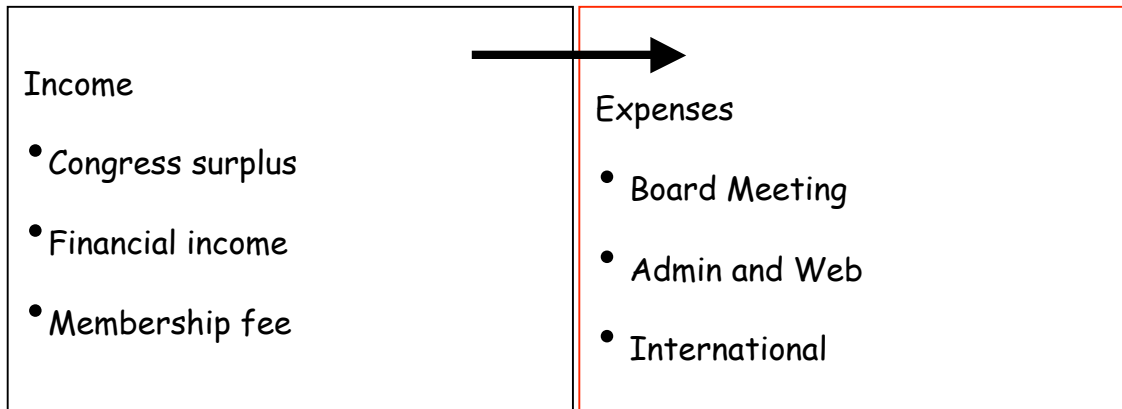 Income
• Congress surplus
• Financial income
• Membership fee
Expenses
• Board Meeting
• Admin and Web
• International